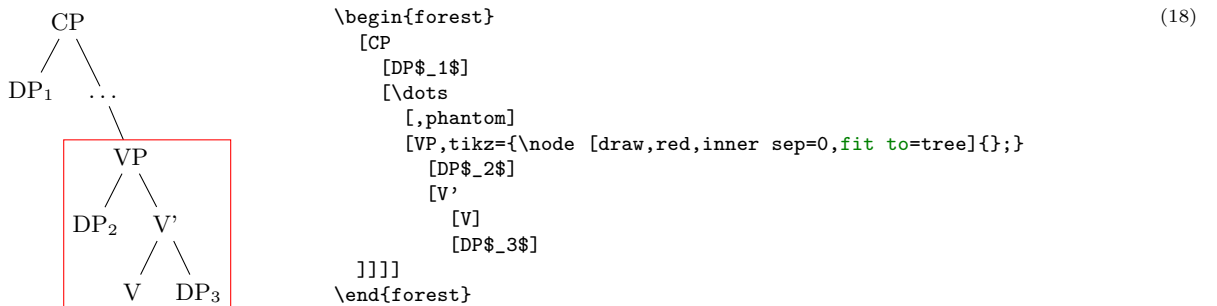 CP
DP₁ ...
VP
DP₂ V'
V DP₃
\begin{forest} (18)
[CP
[DP$_1$]
[\dots
[,phantom]
[VP,tikz={\node [draw,red,inner sep=0,fit to=tree]{};}
[DP$_2$]
[V'
[V]
[DP$_3$]
]]]]
\end{forest}